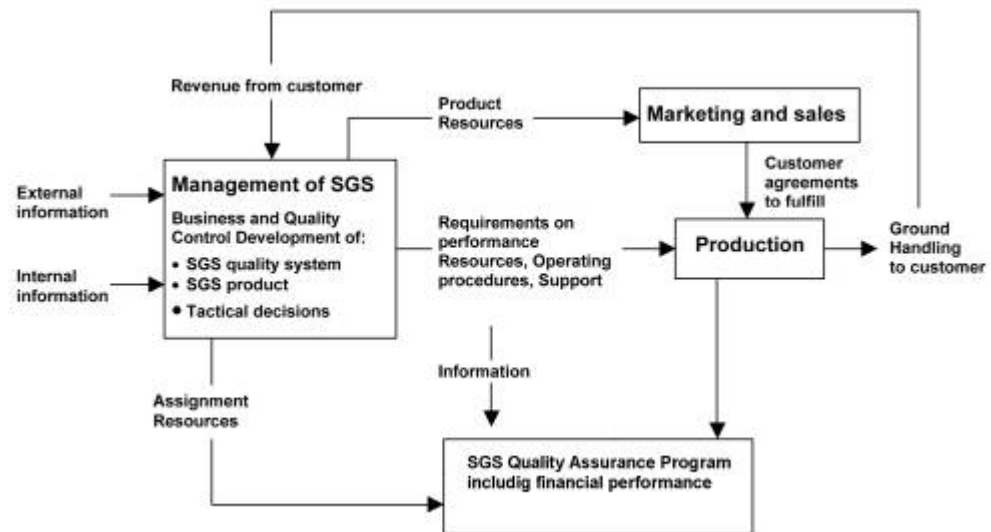 Revenue from customer
Product
Resources
Marketing and sales
External
information
Internal
information
Management of SGS
Business and Quality
Control Development of:
• SGS quality system
• SGS product
• Tactical decisions
Requirements on
performance
Resources, Operating
procedures, Support
Customer
agreements
to fulfill
Production
Ground
Handling
to customer
Information
Assignment
Resources
SGS Quality Assurance Program
includig financial performance